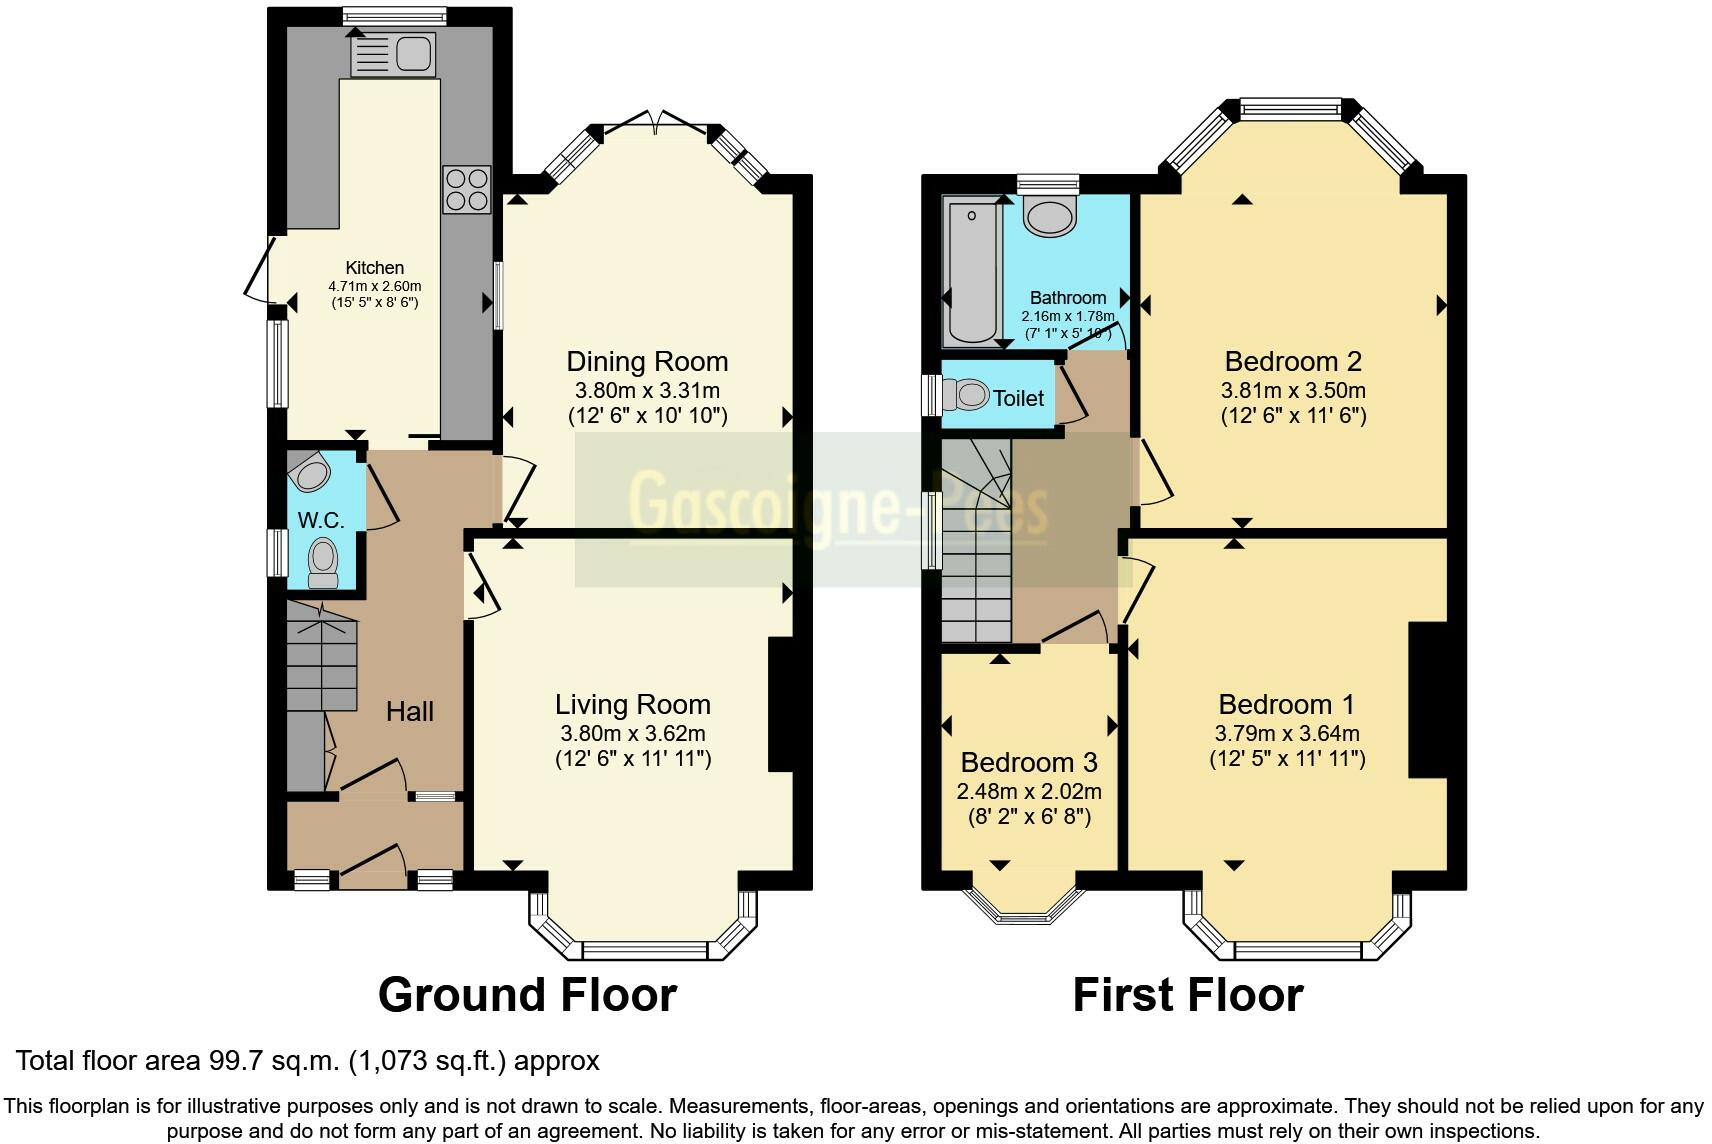 Kitchen
4.71m x 2.60m
(15' 5" x 8' 6")
Dining Room
3.80m x 3.31m
(12' 6" x 10' 10")
W.C.
Hall
Living Room
3.80m x 3.62m
(12' 6" x 11' 11")
Bathroom
2.16m x 1.78m
(7' 1" x 5' 10")
Toilet
Bedroom 2
3.81m x 3.50m
(12' 6" x 11' 6")
Bedroom 1
3.79m x 3.64m
(12' 5" x 11' 11")
Bedroom 3
2.48m x 2.02m
(8' 2" x 6' 8")
Gascoigne-Pees
Ground Floor
First Floor
Total floor area 99.7 sq.m. (1,073 sq.ft.) approx
This floorplan is for illustrative purposes only and is not drawn to scale. Measurements, floor-areas, openings and orientations are approximate. They should not be relied upon for any
purpose and do not form any part of an agreement. No liability is taken for any error or mis-statement. All parties must rely on their own inspections.